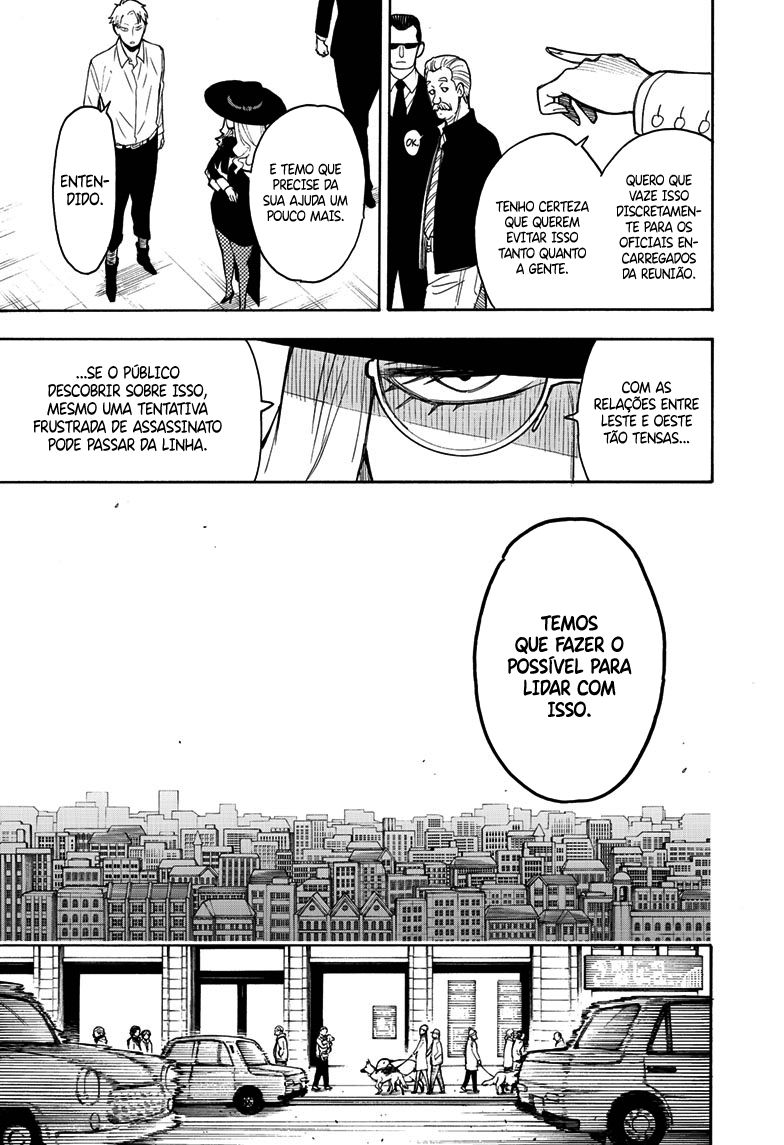 QUERO QUE
VAZE ISSO
DISCRETAMEN-
TE PARA OS
OFICIAIS EN-
CARREGADOS
DA REUNIÃO.
TENHO CERTEZA
QUE QUEREM
EVITAR ISSO
TANTO QUANTO
A GENTE.
OK.
E TEMO QUE
PRECISE DA
SUA AJUDA UM
POUCO MAIS.
ENTEN-
DIDO.
COM AS
RELAÇÕES ENTRE
LESTE E OESTE
TÃO TENSAS...
...SE O PÚBLICO
DESCOBRIR SOBRE ISSO,
MESMO UMA TENTATIVA
FRUSTRADA DE ASSASSINATO
PODE PASSAR DA LINHA.
TEMOS
QUE FAZER O
POSSÍVEL PARA
LIDAR COM
ISSO.